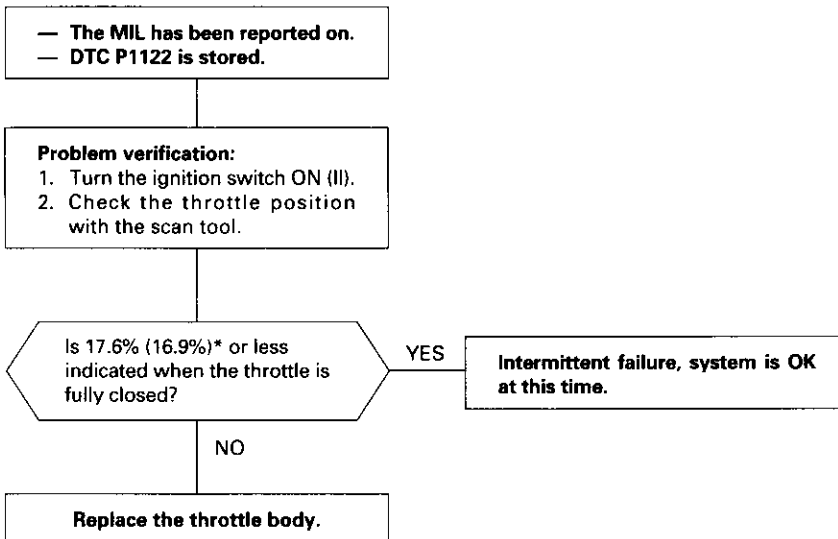 — The MIL has been reported on.
— DTC P1122 is stored.
Problem verification:
1. Turn the ignition switch ON (II).
2. Check the throttle position
with the scan tool.
Is 17.6% (16.9%)* or less
indicated when the throttle is
fully closed?
YES
Intermittent failure, system is OK
at this time.
NO
Replace the throttle body.